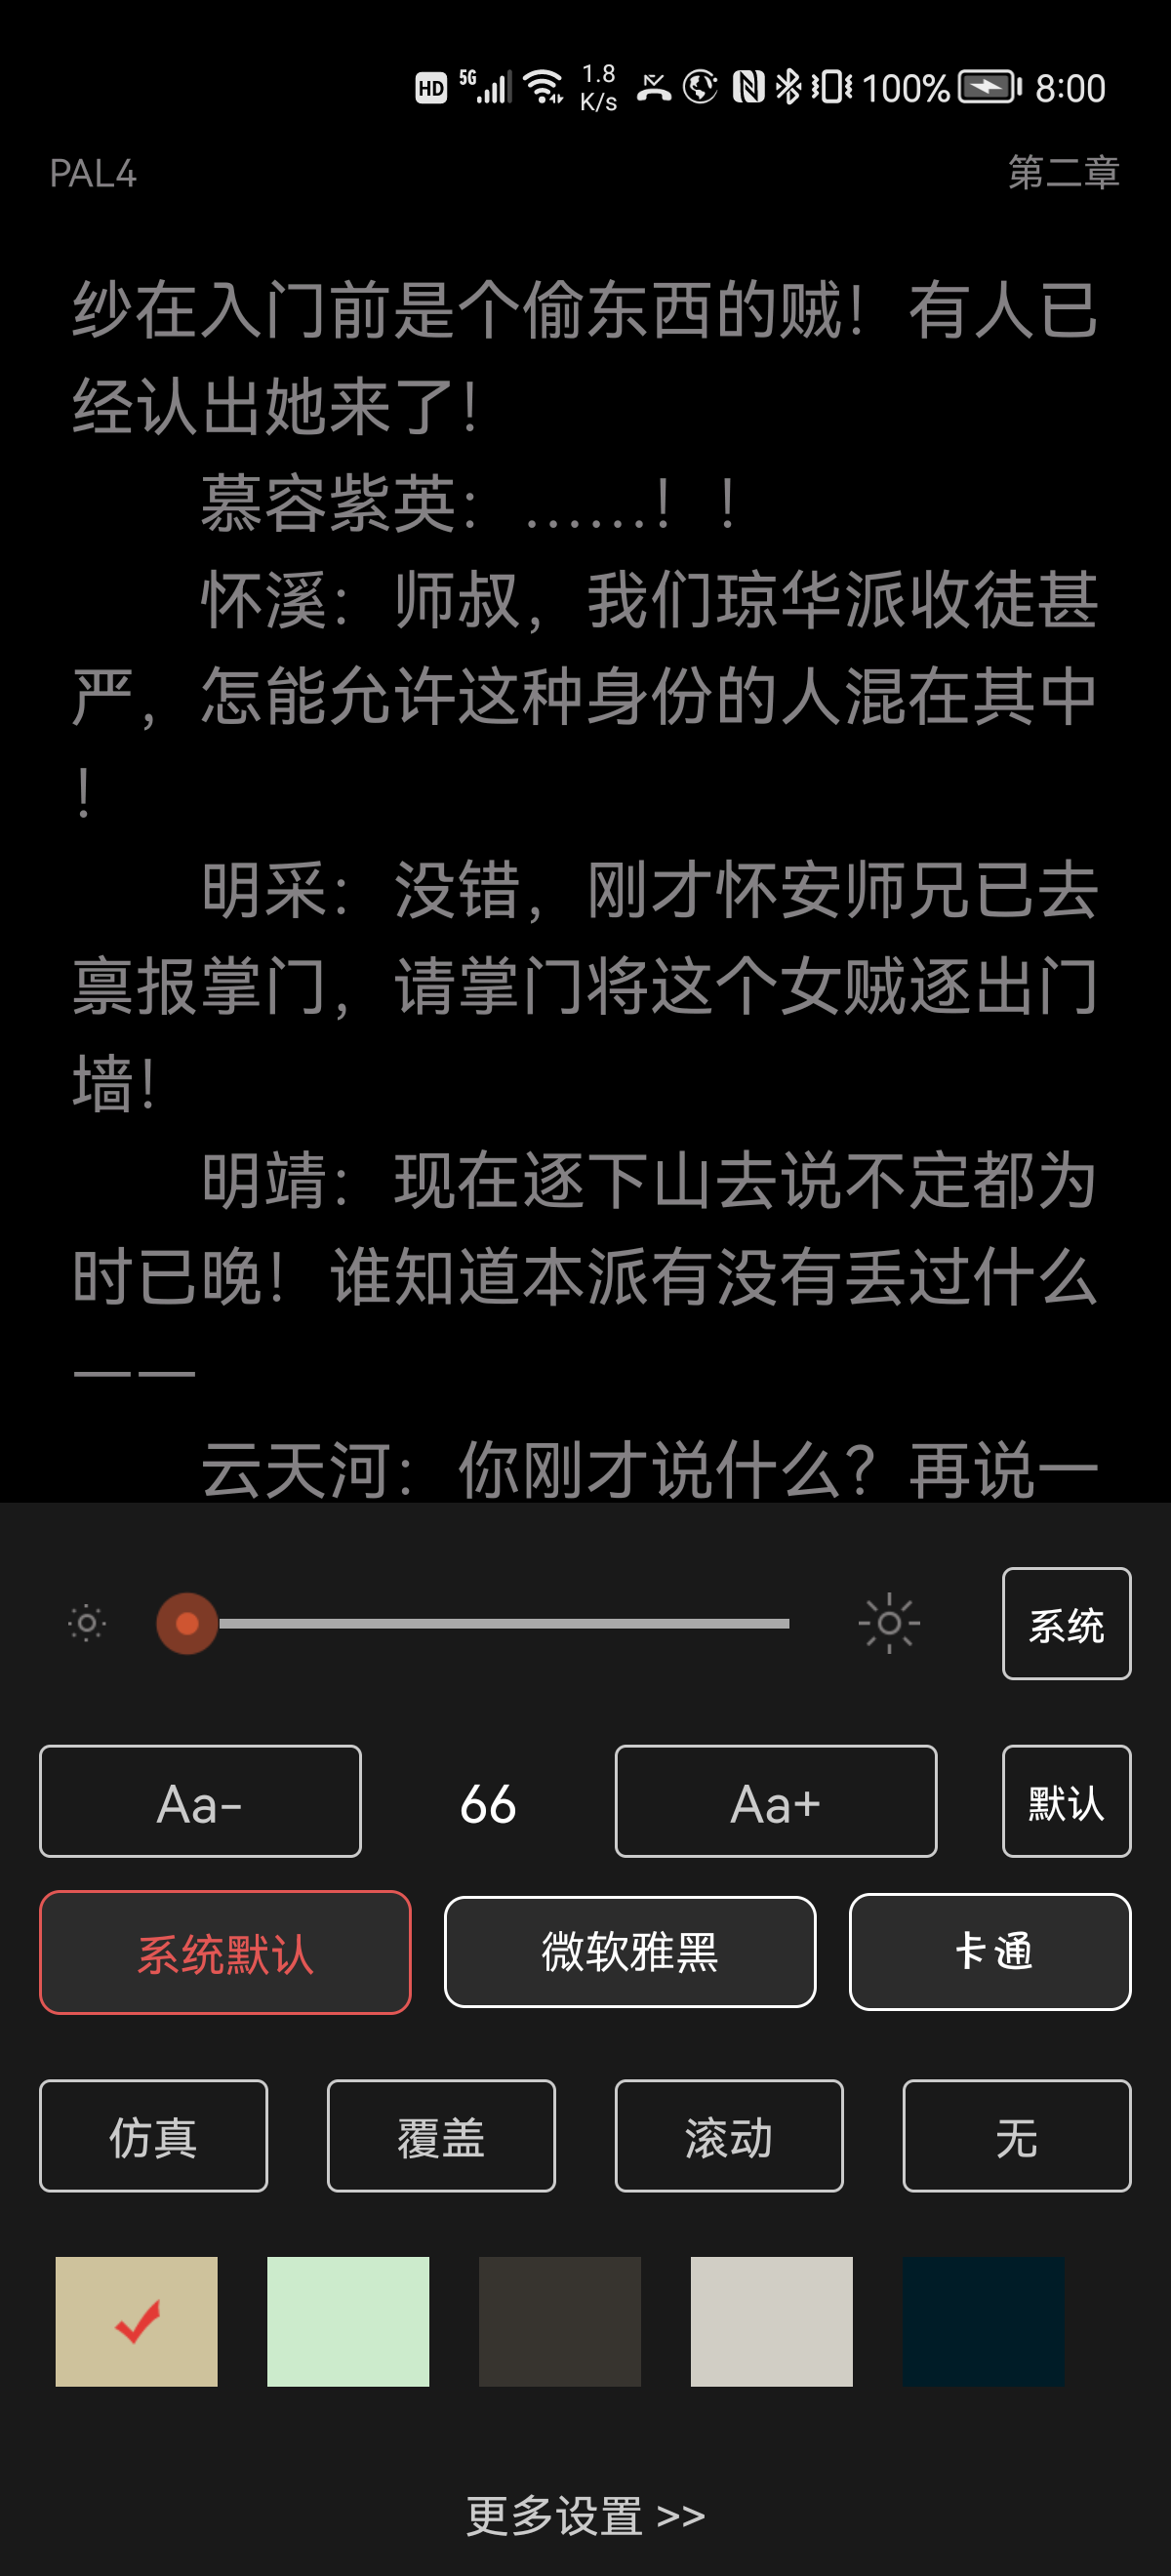 HD 5G 1.8 K/s 100% 8:00
PAL4 第二章
纱在入门前是个偷东西的贼！有人已
经认出她来了！
慕容紫英：……！！
怀溪：师叔，我们琼华派收徒甚
严，怎能允许这种身份的人混在其中
！
明采：没错，刚才怀安师兄已去
禀报掌门，请掌门将这个女贼逐出门
墙！
明靖：现在逐下山去说不定都为
时已晚！谁知道本派有没有丢过什么
——
云天河：你刚才说什么？再说一
系统
Aa- 66 Aa+ 默认
系统默认 微软雅黑 卡通
仿真 覆盖 滚动 无
更多设置 >>